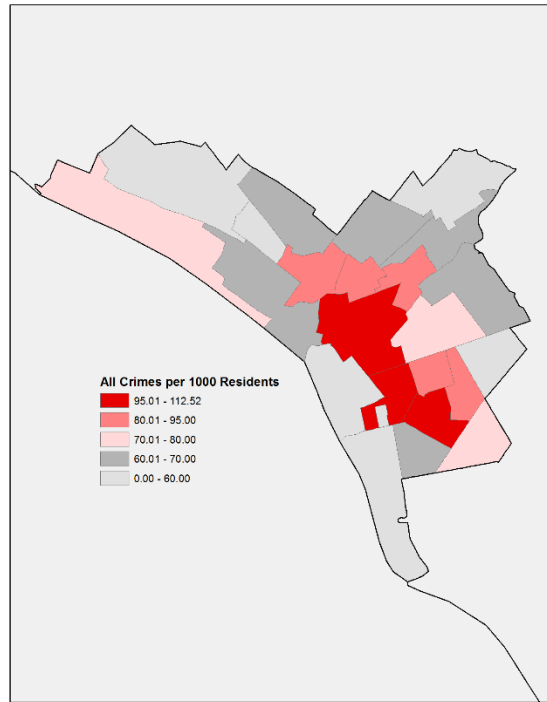 All Crimes per 1000 Residents
95.01 - 112.52
80.01 - 95.00
70.01 - 80.00
60.01 - 70.00
0.00 - 60.00